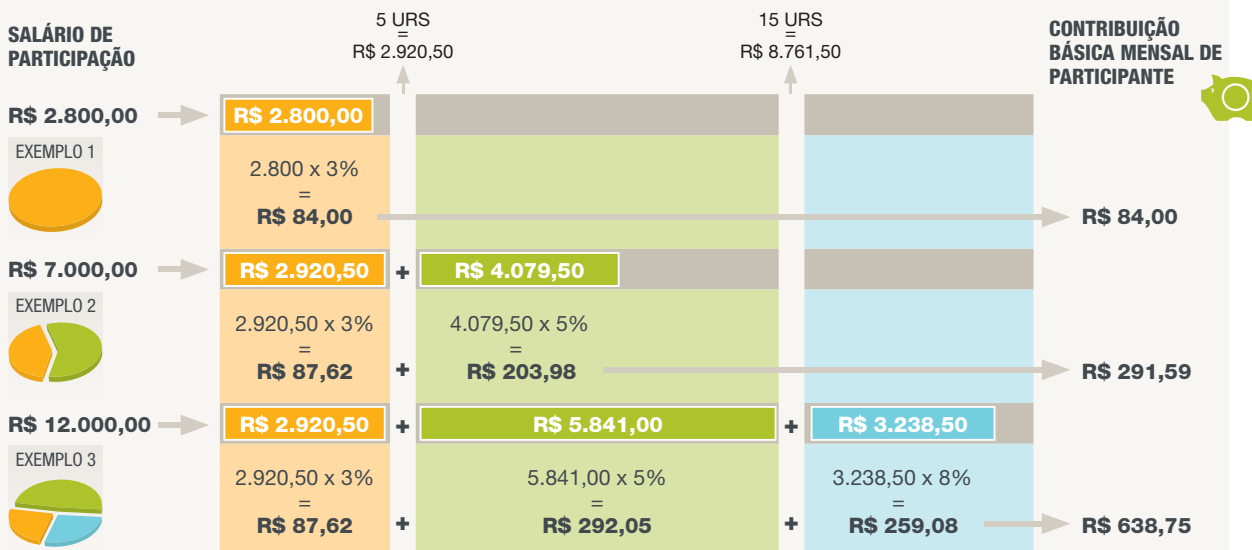 SALÁRIO DE
PARTICIPAÇÃO
5 URS
=
R$ 2.920,50
15 URS
=
R$ 8.761,50
CONTRIBUIÇÃO
BÁSICA MENSAL DE
PARTICIPANTE
R$ 2.800,00
R$ 2.800,00
EXEMPLO 1
2.800 x 3%
=
R$ 84,00
R$ 84,00
R$ 7.000,00
R$ 2.920,50 + R$ 4.079,50
EXEMPLO 2
2.920,50 x 3%
=
R$ 87,62
+
4.079,50 x 5%
=
R$ 203,98
R$ 291,59
R$ 12.000,00
R$ 2.920,50 + R$ 5.841,00 + R$ 3.238,50
EXEMPLO 3
2.920,50 x 3%
=
R$ 87,62
+
5.841,00 x 5%
=
R$ 292,05
+
3.238,50 x 8%
=
R$ 259,08
R$ 638,75